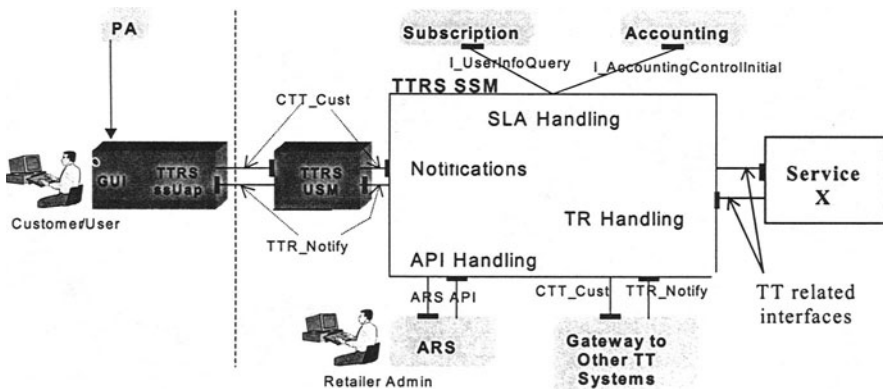 PA
Subscription
Accounting
I_UserInfoQuery
I_AccountingControlInitial
CTT_Cust
TTRS SSM
SLA Handling
GUI
TTRS
ssUap
TTRS
USM
Notifications
Service
X
Customer/User
TR Handling
TTR_Notify
API Handling
ARS API
CTT_Cust
TTR_Notify
TT related
interfaces
ARS
Gateway to
Other TT
Systems
Retailer Admin